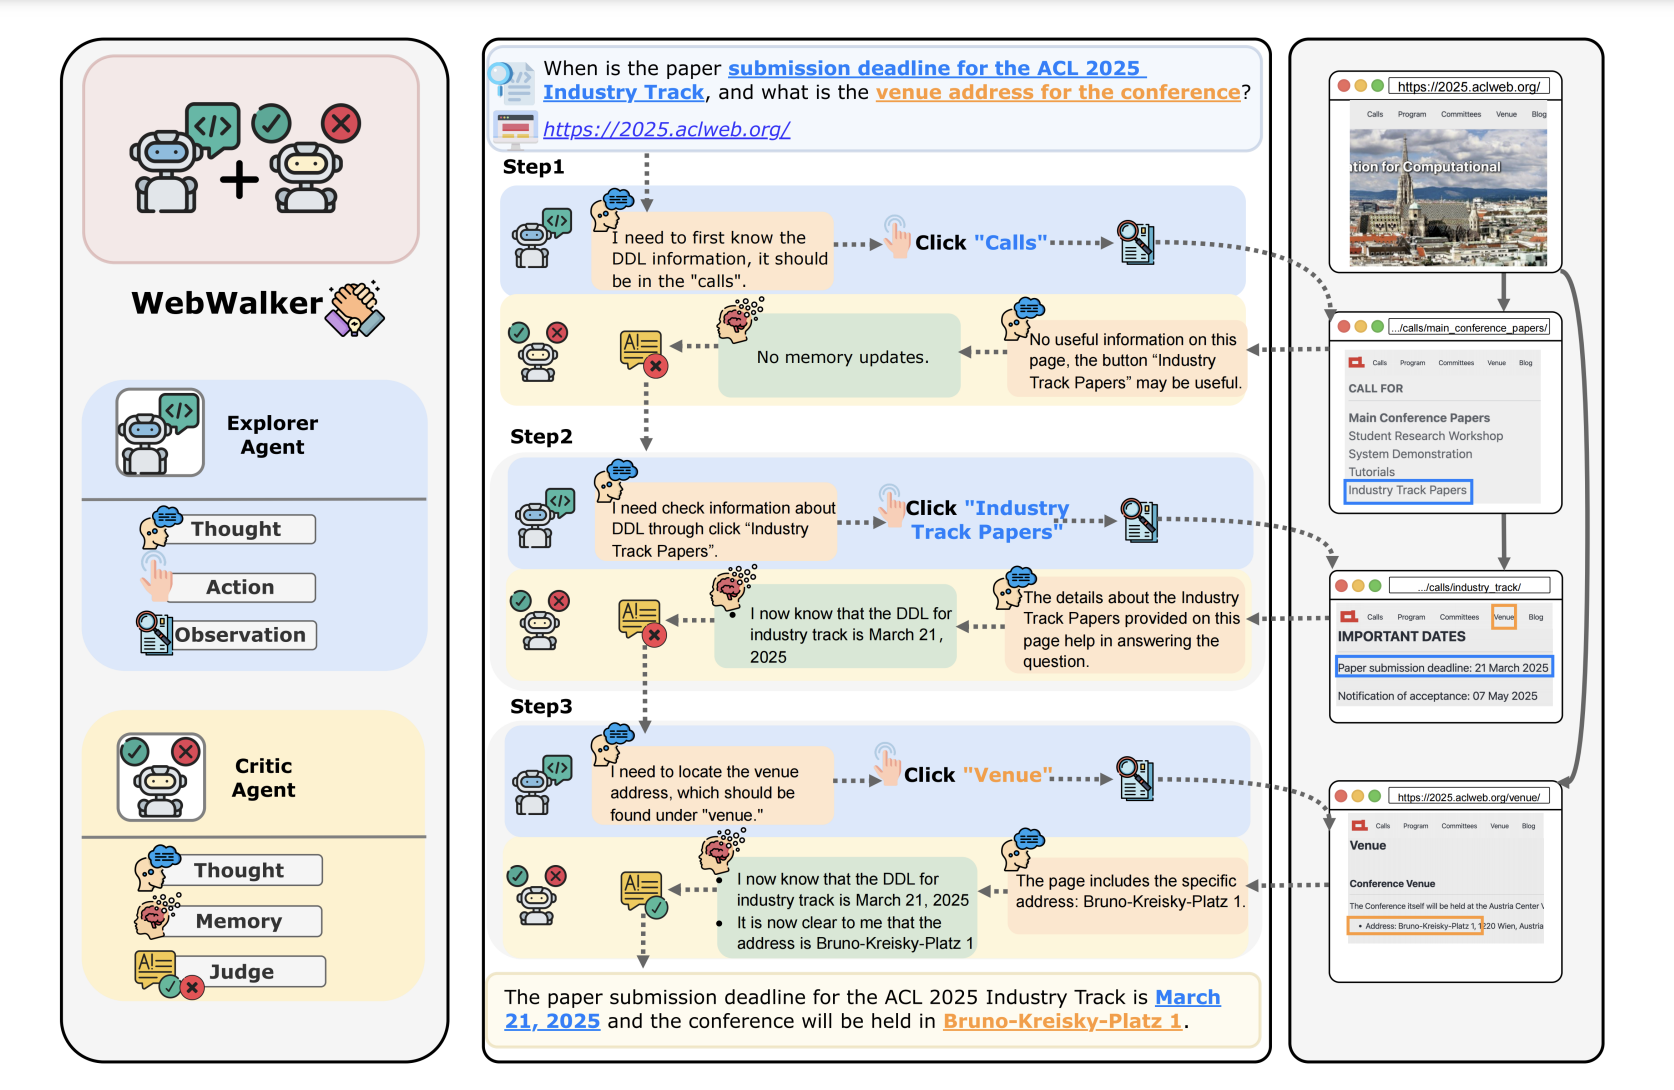 WebWalker
Explorer
Agent
Thought
Action
Observation
Critic
Agent
Thought
Memory
Judge
When is the paper submission deadline for the ACL 2025
Industry Track, and what is the venue address for the conference?
https://2025.aclweb.org/
Step1
I need to first know the
DDL information, it should
be in the "calls".
Click "Calls"
No useful information on this
page, the button “Industry
Track Papers” may be useful.
No memory updates.
A!
Step2
I need check information about
DDL through click “Industry
Track Papers”.
Click "Industry
Track Papers"
The details about the Industry
Track Papers provided on this
page help in answering the
question.
• I now know that the DDL for
industry track is March 21,
2025
A!
Step3
I need to locate the venue
address, which should be
found under "venue."
Click "Venue"
The page includes the specific
address: Bruno-Kreisky-Platz 1.
• I now know that the DDL for
industry track is March 21, 2025
• It is now clear to me that the
address is Bruno-Kreisky-Platz 1
A!
The paper submission deadline for the ACL 2025 Industry Track is March
21, 2025 and the conference will be held in Bruno-Kreisky-Platz 1.
https://2025.aclweb.org/
Calls Program Committees Venue Blog
tion for Computational
.../calls/main_conference_papers/
Calls Program Committees Venue Blog
CALL FOR
Main Conference Papers
Student Research Workshop
System Demonstration
Tutorials
Industry Track Papers
.../calls/industry_track/
Calls Program Committees Venue Blog
IMPORTANT DATES
Paper submission deadline: 21 March 2025
Notification of acceptance: 07 May 2025
https://2025.aclweb.org/venue/
Calls Program Committees Venue Blog
Venue
Conference Venue
The Conference itself will be held at the Austria Center V
• Address: Bruno-Kreisky-Platz 1, 1220 Wien, Austria